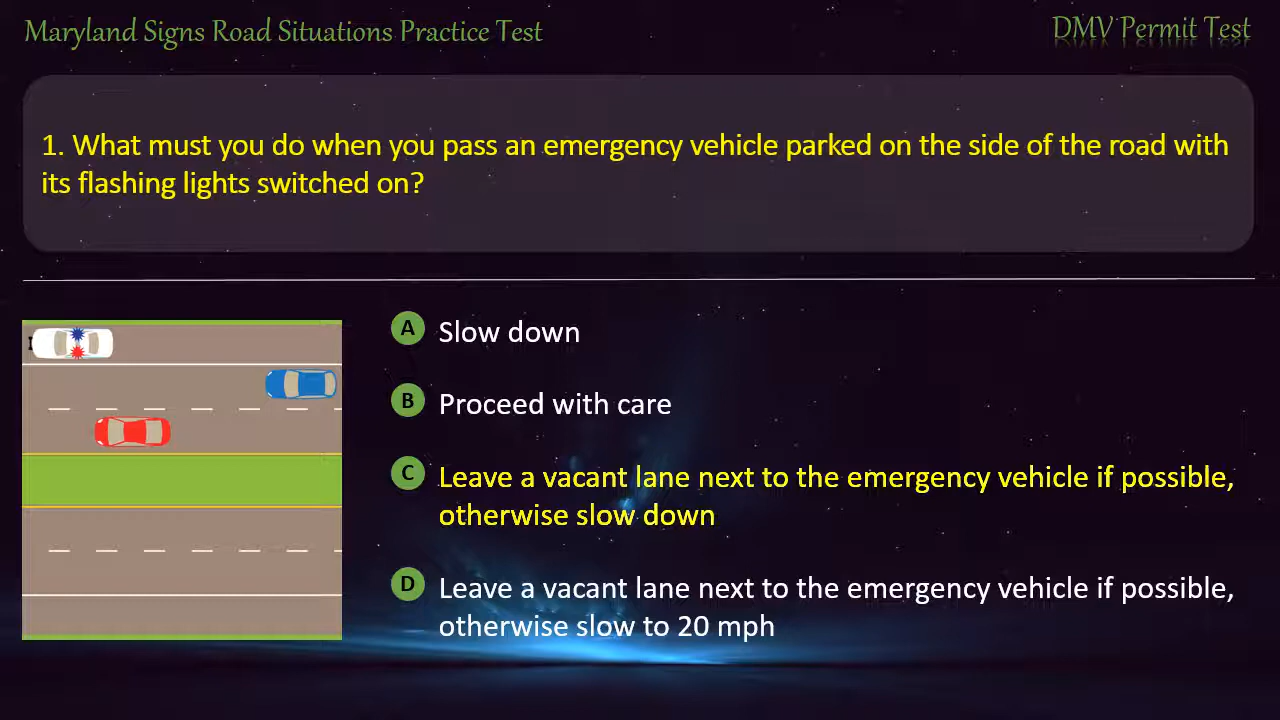 Maryland Signs Road Situations Practice Test
DMV Permit Test
1. What must you do when you pass an emergency vehicle parked on the side of the road with
its flashing lights switched on?
A Slow down
B Proceed with care
C Leave a vacant lane next to the emergency vehicle if possible,
otherwise slow down
D Leave a vacant lane next to the emergency vehicle if possible,
otherwise slow to 20 mph